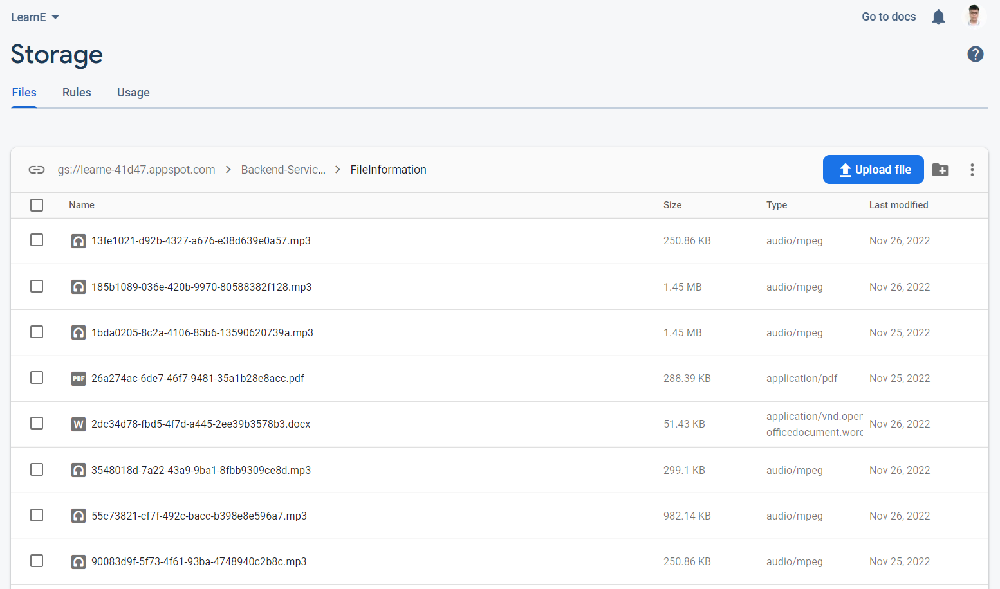 LearnE
Go to docs
Storage
?
Files Rules Usage
gs://learne-41d47.appspot.com > Backend-Servic... > FileInformation
Upload file
Name Size Type Last modified
13fe1021-d92b-4327-a676-e38d639e0a57.mp3 250.86 KB audio/mpeg Nov 26, 2022
185b1089-036e-420b-9970-80588382f128.mp3 1.45 MB audio/mpeg Nov 26, 2022
1bda0205-8c2a-4106-85b6-13590620739a.mp3 1.45 MB audio/mpeg Nov 25, 2022
PDF 26a274ac-6de7-46f7-9481-35a1b28e8acc.pdf 288.39 KB application/pdf Nov 25, 2022
W 2dc34d78-fbd5-4f7d-a445-2ee39b3578b3.docx 51.43 KB application/vnd.open Nov 26, 2022
officedocument.word
3548018d-7a22-43a9-9ba1-8fbb9309ce8d.mp3 299.1 KB audio/mpeg Nov 26, 2022
55c73821-cf7f-492c-bacc-b398e8e596a7.mp3 982.14 KB audio/mpeg Nov 26, 2022
90083d9f-5f73-4f61-93ba-4748940c2b8c.mp3 250.86 KB audio/mpeg Nov 25, 2022